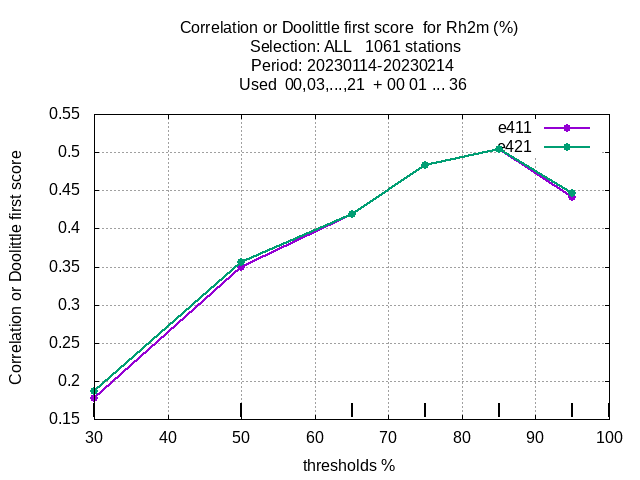 Correlation or Doolittle first score  for Rh2m (%)
Selection: ALL   1061 stations
Period: 20230114-20230214
Used  00,03,...,21  + 00 01 ... 36
e411
e421
Correlation or Doolittle first score
0.55
0.5
0.45
0.4
0.35
0.3
0.25
0.2
0.15
30 40 50 60 70 80 90 100
thresholds %